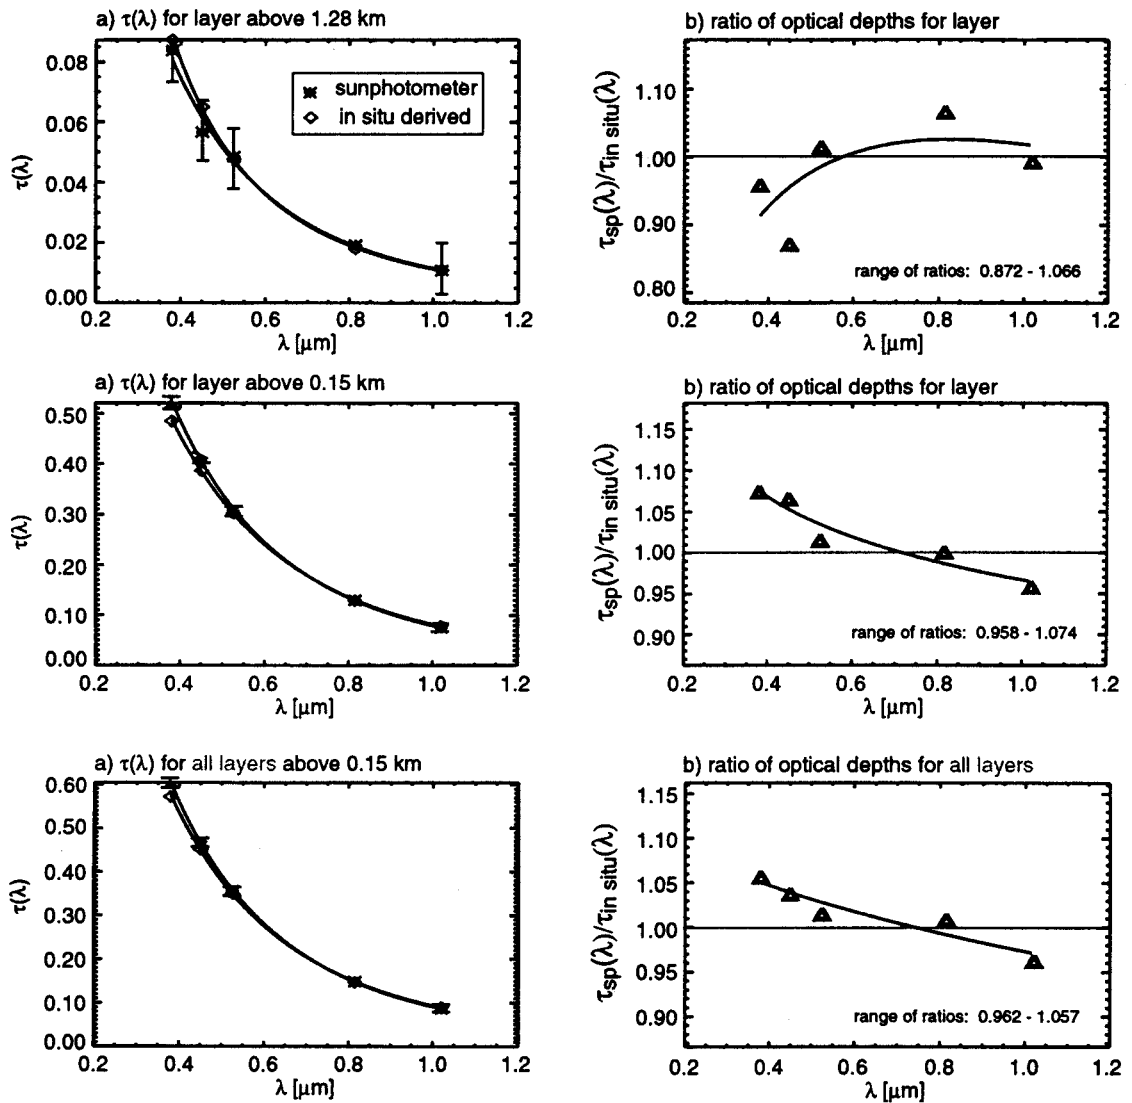 a) τ(λ) for layer above 1.28 km
0.08
0.06
0.04
0.02
0.00
τ(λ)
sunphotometer
in situ derived
0.2 0.4 0.6 0.8 1.0 1.2
λ [μm]
b) ratio of optical depths for layer
1.10
1.00
0.90
0.80
τsp(λ)/τin situ(λ)
range of ratios: 0.872 - 1.066
0.2 0.4 0.6 0.8 1.0 1.2
λ [μm]
a) τ(λ) for layer above 0.15 km
0.50
0.40
0.30
0.20
0.10
0.00
τ(λ)
0.2 0.4 0.6 0.8 1.0 1.2
λ [μm]
b) ratio of optical depths for layer
1.15
1.10
1.05
1.00
0.95
0.90
τsp(λ)/τin situ(λ)
range of ratios: 0.958 - 1.074
0.2 0.4 0.6 0.8 1.0 1.2
λ [μm]
a) τ(λ) for all layers above 0.15 km
0.60
0.50
0.40
0.30
0.20
0.10
0.00
τ(λ)
0.2 0.4 0.6 0.8 1.0 1.2
λ [μm]
b) ratio of optical depths for all layers
1.15
1.10
1.05
1.00
0.95
0.90
τsp(λ)/τin situ(λ)
range of ratios: 0.962 - 1.057
0.2 0.4 0.6 0.8 1.0 1.2
λ [μm]